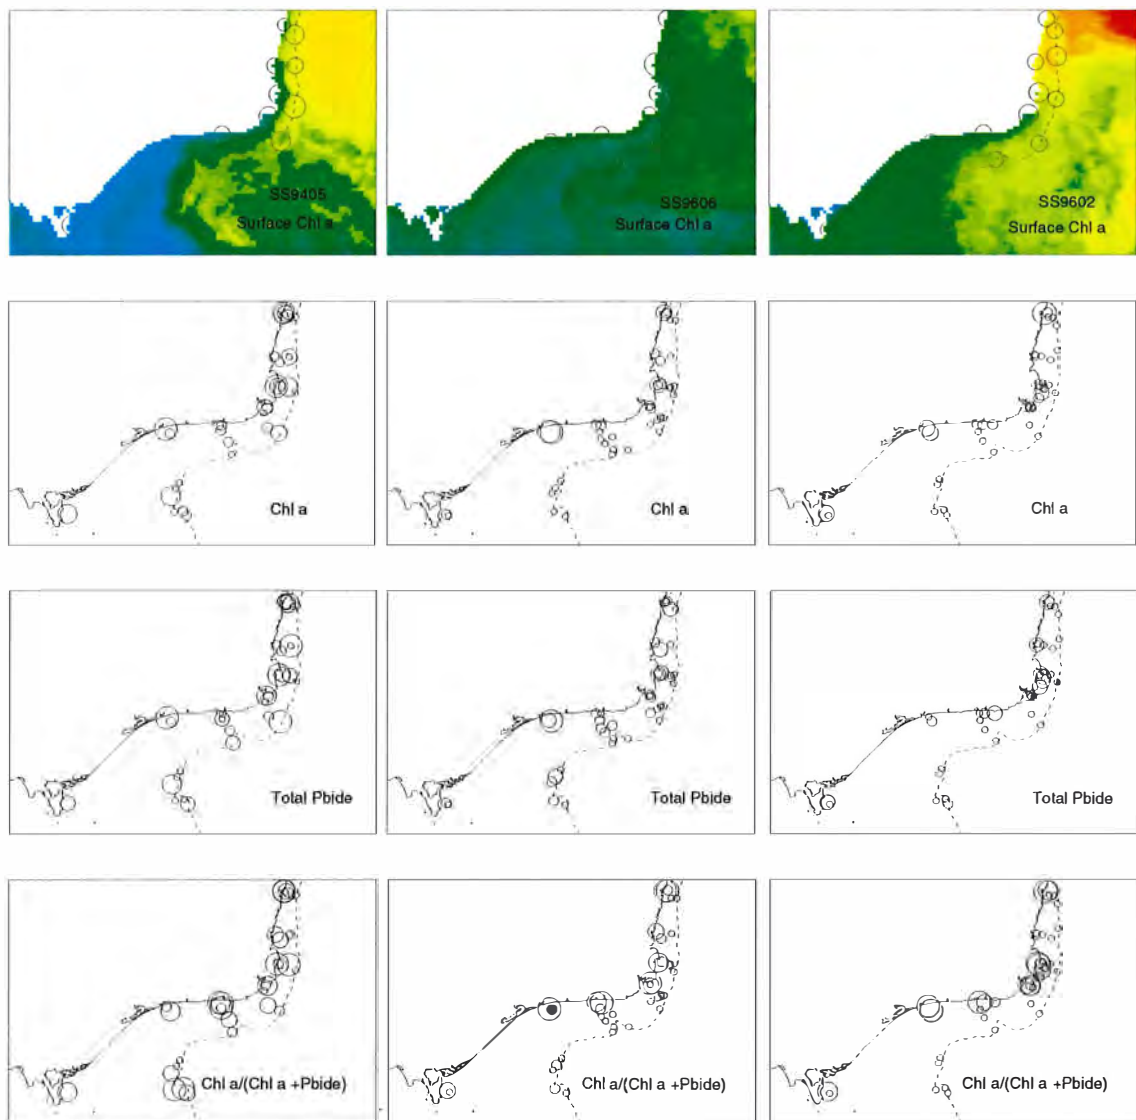 SS9405
Surface Chl a
SS9606
Surface Chl a
SS9602
Surface Chl a
Chl a
Chl a
Chl a
Total Pbide
Total Pbide
Total Pbide
Chl a/(Chl a +Pbide)
Chl a/(Chl a +Pbide)
Chl a/(Chl a +Pbide)